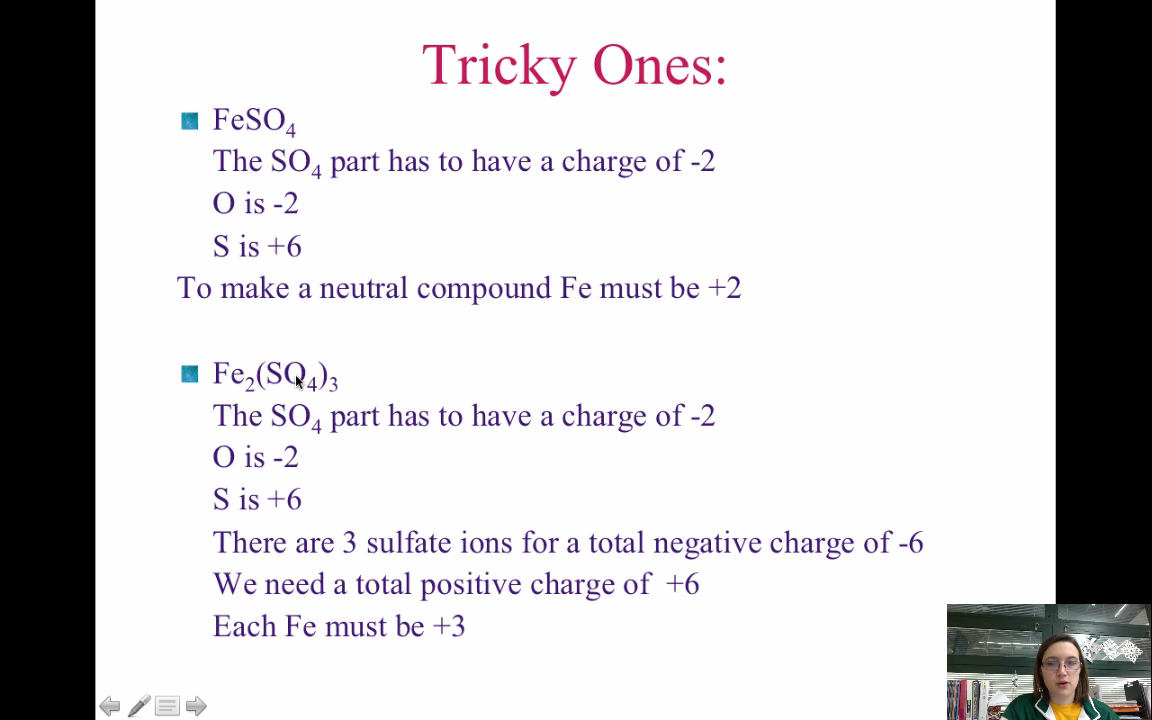 Tricky Ones:
FeSO₄
The SO₄ part has to have a charge of -2
O is -2
S is +6
To make a neutral compound Fe must be +2
Fe₂(SO₄)₃
The SO₄ part has to have a charge of -2
O is -2
S is +6
There are 3 sulfate ions for a total negative charge of -6
We need a total positive charge of +6
Each Fe must be +3